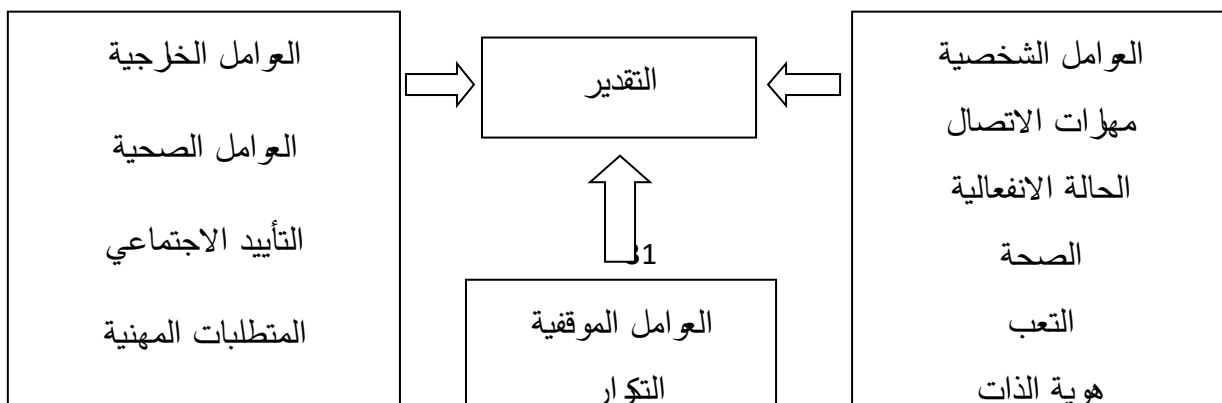 العوامل الشخصية
مهارات الاتصال
الحالة الانفعالية
الصحة
التعب
هوية الذات
التقدير
العوامل الخارجية
العوامل الصحية
التأييد الاجتماعي
المتطلبات المهنية
31
العوامل الموقفية
التكرار